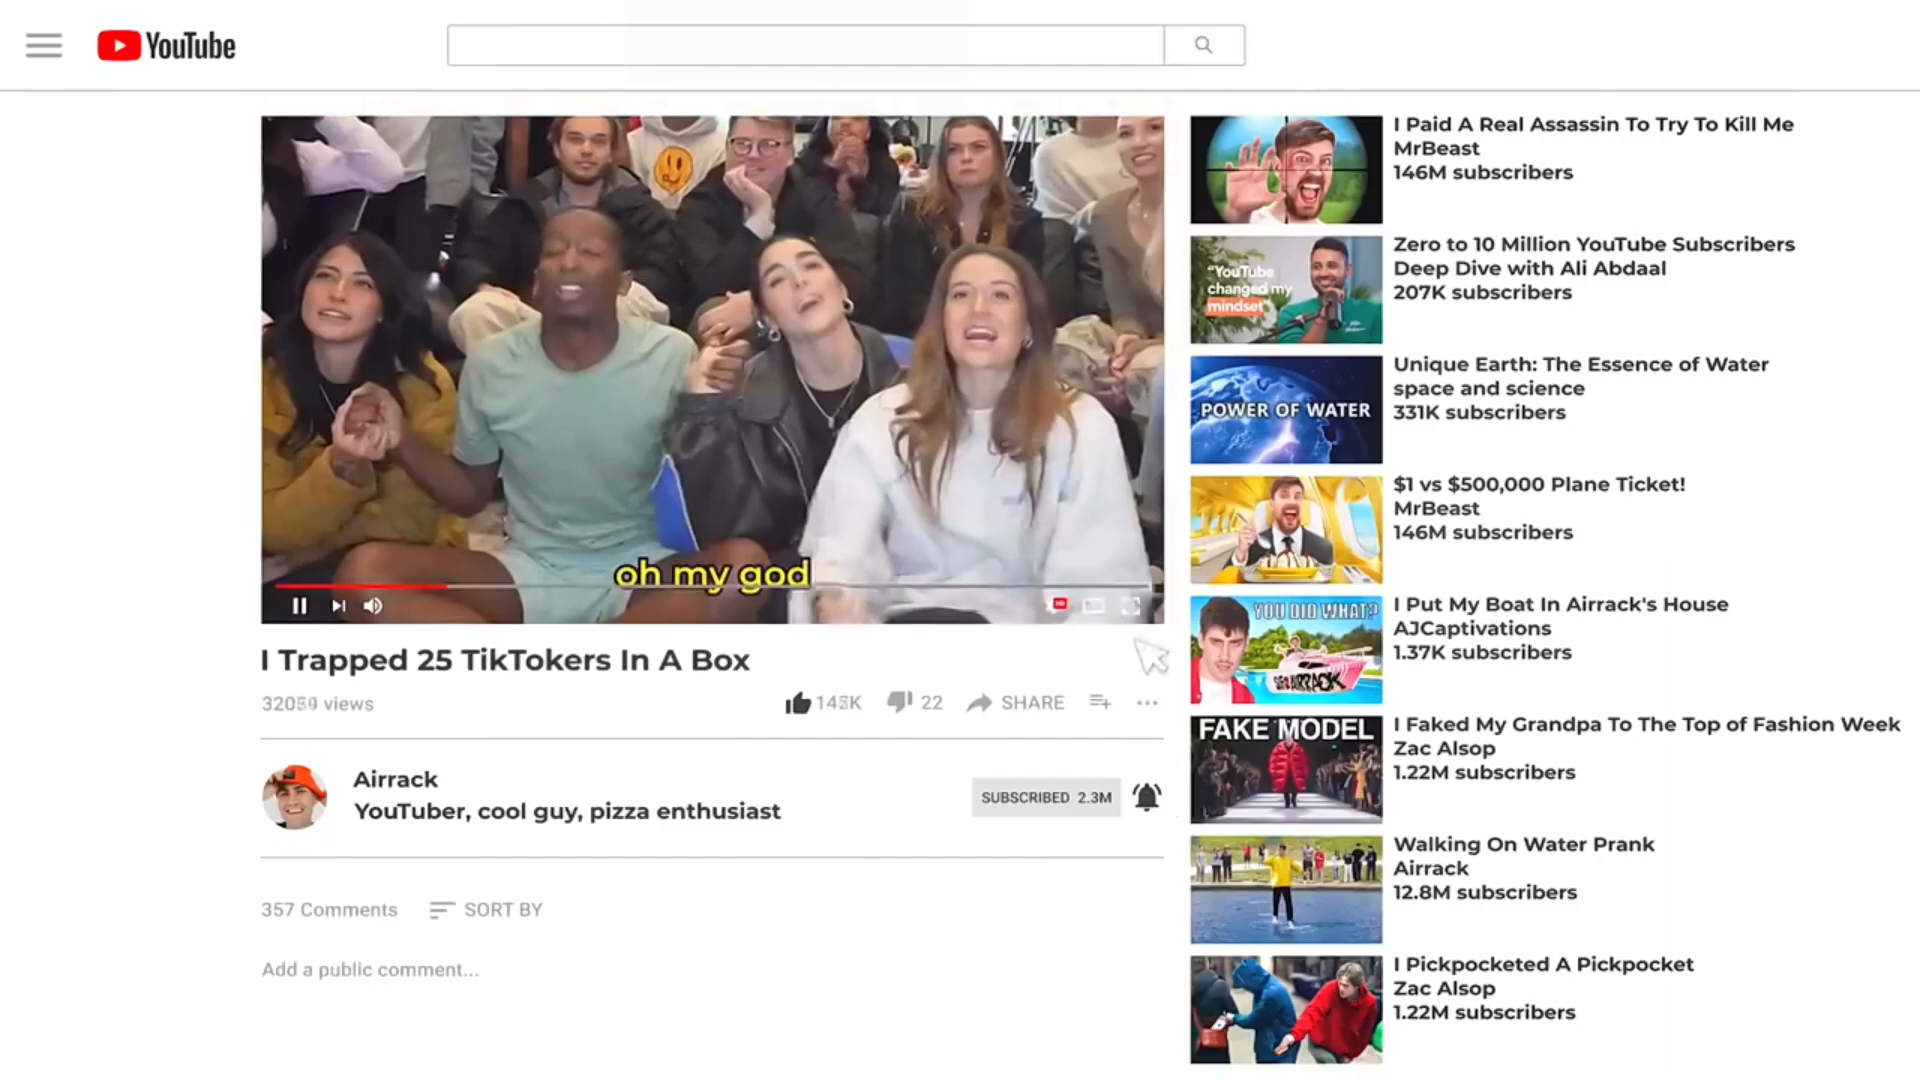 YouTube
oh my god
HD
I Trapped 25 TikTokers In A Box
views
22
SHARE
Airrack
YouTuber, cool guy, pizza enthusiast
SUBSCRIBED 2.3M
357 Comments
SORT BY
Add a public comment...
I Paid A Real Assassin To Try To Kill Me
MrBeast
146M subscribers
"YouTube
changed my
mindset"
Zero to 10 Million YouTube Subscribers
Deep Dive with Ali Abdaal
207K subscribers
POWER OF WATER
Unique Earth: The Essence of Water
space and science
331K subscribers
$1 vs $500,000 Plane Ticket!
MrBeast
146M subscribers
YOU DID WHAT?
I Put My Boat In Airrack's House
AJCaptivations
1.37K subscribers
FAKE MODEL
I Faked My Grandpa To The Top of Fashion Week
Zac Alsop
1.22M subscribers
Walking On Water Prank
Airrack
12.8M subscribers
I Pickpocketed A Pickpocket
Zac Alsop
1.22M subscribers